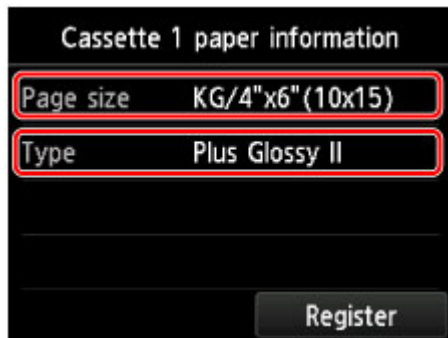 Cassette 1 paper information
Page size KG/4"x6"(10x15)
Type Plus Glossy II
Register